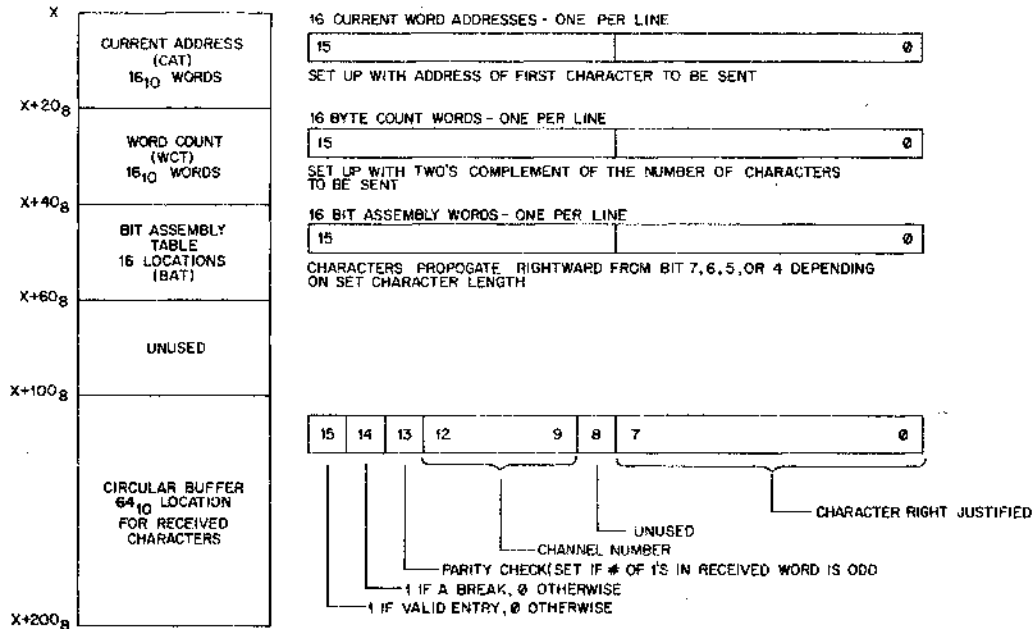 X
CURRENT ADDRESS
(CAT)
16₁₀ WORDS
X+20₈
WORD COUNT
(WCT)
16₁₀ WORDS
X+40₈
BIT ASSEMBLY
TABLE
16 LOCATIONS
(BAT)
X+60₈
UNUSED
X+100₈
CIRCULAR BUFFER
64₁₀ LOCATION
FOR RECEIVED
CHARACTERS
X+200₈
16 CURRENT WORD ADDRESSES - ONE PER LINE
15 0
SET UP WITH ADDRESS OF FIRST CHARACTER TO BE SENT
16 BYTE COUNT WORDS - ONE PER LINE
15 0
SET UP WITH TWO'S COMPLEMENT OF THE NUMBER OF CHARACTERS
TO BE SENT
16 BIT ASSEMBLY WORDS - ONE PER LINE
15 0
CHARACTERS PROPOGATE RIGHTWARD FROM BIT 7,6,5,OR 4 DEPENDING
ON SET CHARACTER LENGTH
15 14 13 12 9 8 7 0
CHARACTER RIGHT JUSTIFIED
UNUSED
CHANNEL NUMBER
PARITY CHECK(SET IF # OF 1'S IN RECEIVED WORD IS ODD
1 IF A BREAK, 0 OTHERWISE
1 IF VALID ENTRY, 0 OTHERWISE